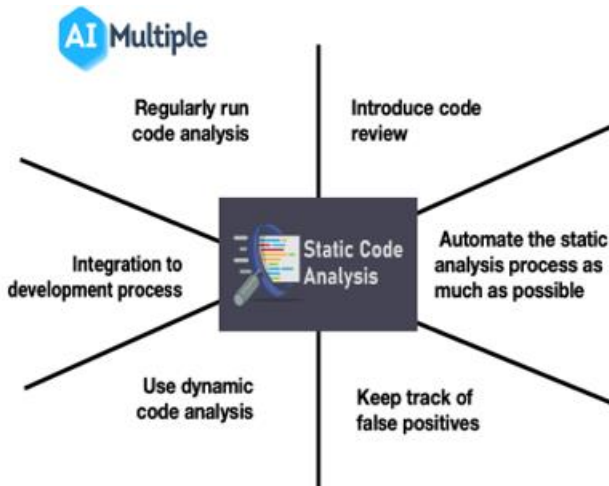 AI Multiple
Regularly run
code analysis
Introduce code
review
Static Code
Analysis
Automate the static
analysis process as
much as possible
Integration to
development process
Use dynamic
code analysis
Keep track of
false positives